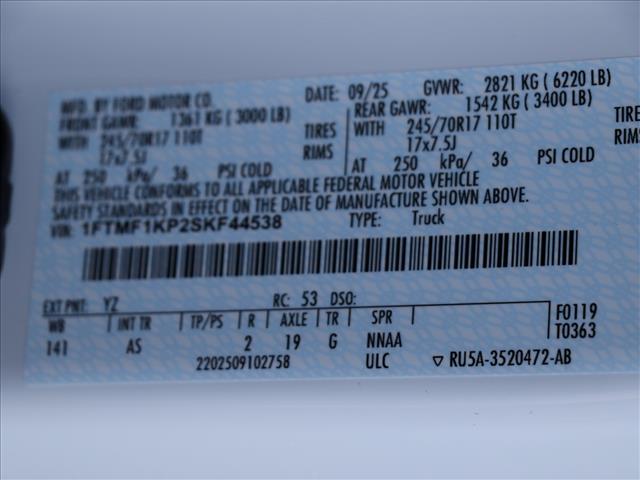 MFD. BY FORD MOTOR CO.
DATE: 09/25 GVWR: 2821 KG ( 6220 LB)
FRONT GAWR: 1361 KG ( 3000 LB) REAR GAWR: 1542 KG ( 3400 LB)
WITH 245/70R17 110T TIRES WITH 245/70R17 110T TIRES
17x7.5J RIMS 17x7.5J RIMS
AT 250 kPa/ 36 PSI COLD AT 250 kPa/ 36 PSI COLD
THIS VEHICLE CONFORMS TO ALL APPLICABLE FEDERAL MOTOR VEHICLE
SAFETY STANDARDS IN EFFECT ON THE DATE OF MANUFACTURE SHOWN ABOVE.
VIN: 1FTMF1KP2SKF44538 TYPE: Truck
EXT PNT: YZ RC: 53 DSO:
WB INT TR TP/PS R AXLE TR SPR
141 AS 2 19 G NNAA
F0119
T0363
2202509102758 ULC ▽ RU5A-3520472-AB